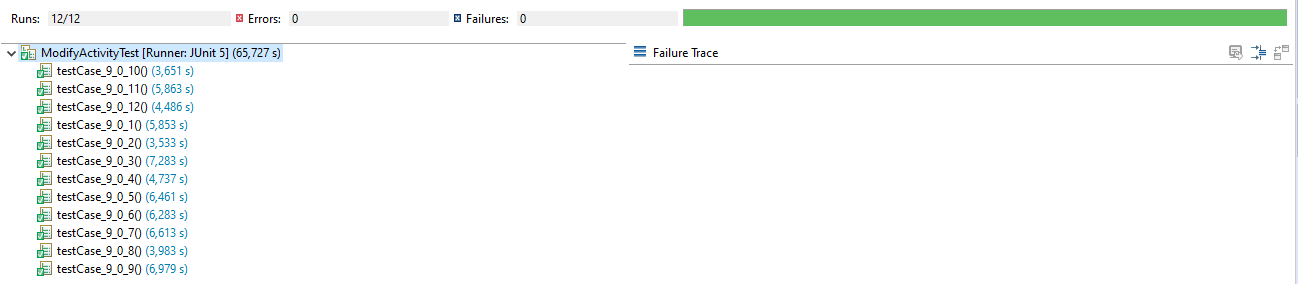 Runs: 12/12 Errors: 0 Failures: 0
ModifyActivityTest [Runner: JUnit 5] (65,727 s)
Failure Trace
testCase_9_0_10() (3,651 s)
testCase_9_0_11() (5,863 s)
testCase_9_0_12() (4,486 s)
testCase_9_0_1() (5,853 s)
testCase_9_0_2() (3,533 s)
testCase_9_0_3() (7,283 s)
testCase_9_0_4() (4,737 s)
testCase_9_0_5() (6,461 s)
testCase_9_0_6() (6,283 s)
testCase_9_0_7() (6,613 s)
testCase_9_0_8() (3,983 s)
testCase_9_0_9() (6,979 s)